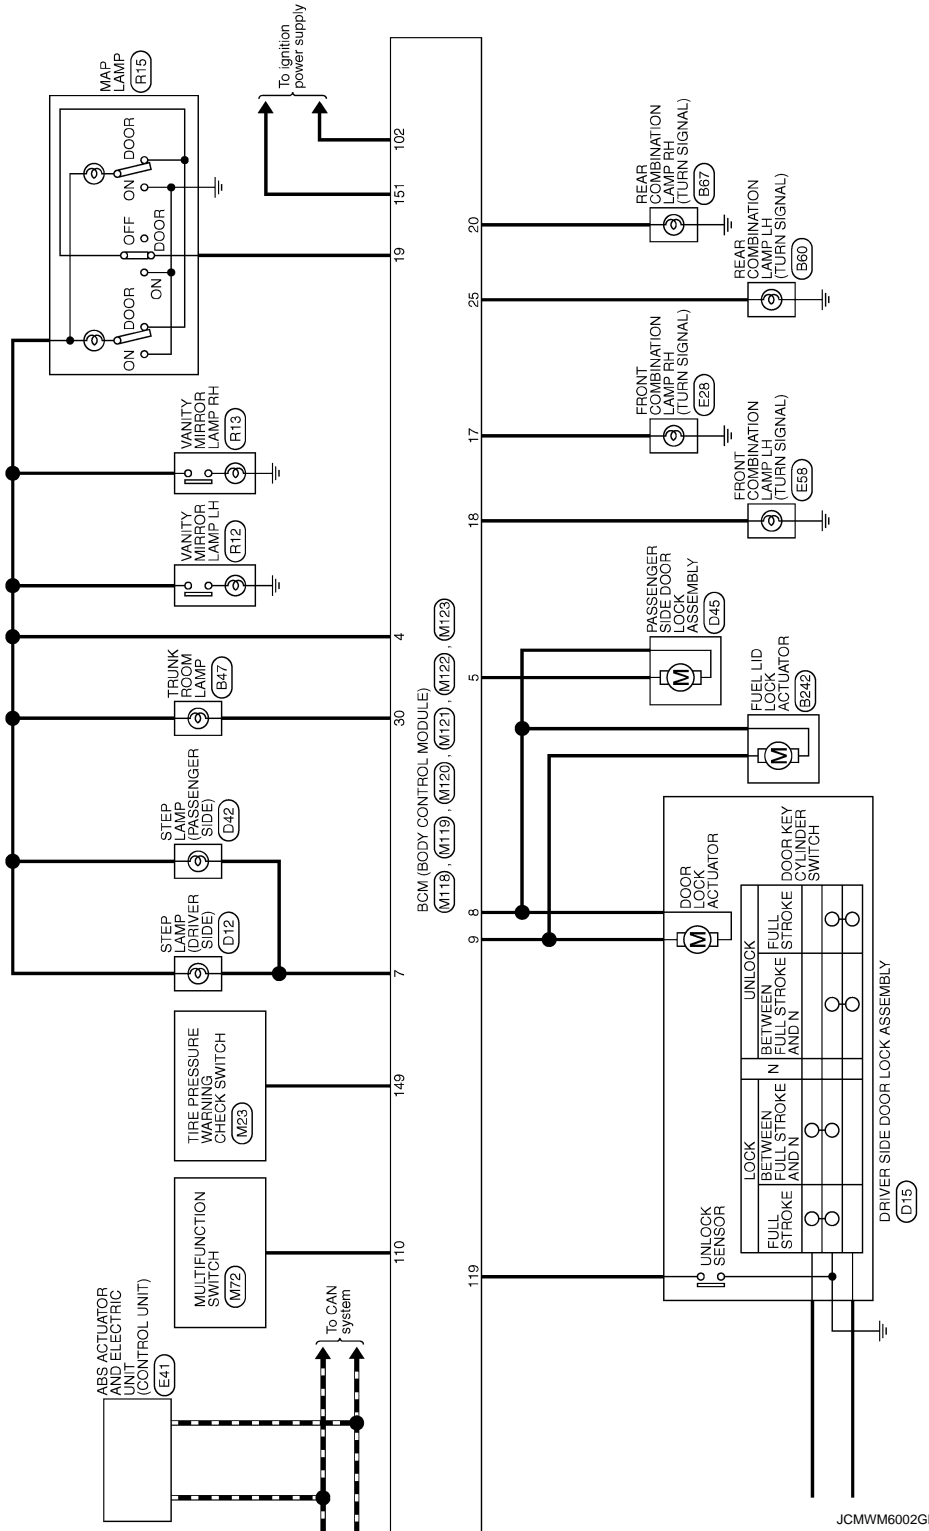 MAP
LAMP
R15
DOOR
ON
OFF
DOOR
ON
DOOR
ON
To ignition
power supply
102
151
19
VANITY
MIRROR
LAMP RH
R13
VANITY
MIRROR
LAMP LH
R12
4
TRUNK
ROOM
LAMP
B47
30
STEP
LAMP
(PASSENGER
SIDE)
D42
STEP
LAMP
(DRIVER
SIDE)
D12
7
TIRE PRESSURE
WARNING
CHECK SWITCH
M23
149
MULTIFUNCTION
SWITCH
M72
110
ABS ACTUATOR
AND ELECTRIC
UNIT
(CONTROL UNIT)
E41
To CAN
system
BCM (BODY CONTROL MODULE)
M118 , M119 , M120 , M121 , M122 , M123
20
REAR
COMBINATION
LAMP RH
(TURN SIGNAL)
B67
25
REAR
COMBINATION
LAMP LH
(TURN SIGNAL)
B60
17
FRONT
COMBINATION
LAMP RH
(TURN SIGNAL)
E28
18
FRONT
COMBINATION
LAMP LH
(TURN SIGNAL)
E58
5
PASSENGER
SIDE DOOR
LOCK
ASSEMBLY
D45
M
FUEL LID
LOCK
ACTUATOR
B242
M
8
9
DOOR
LOCK
ACTUATOR
M
DOOR KEY
CYLINDER
SWITCH
UNLOCK
FULL
STROKE
BETWEEN
FULL STROKE
AND N
N
LOCK
BETWEEN
FULL STROKE
AND N
FULL
STROKE
119
UNLOCK
SENSOR
DRIVER SIDE DOOR LOCK ASSEMBLY
D15
JCMWM6002G